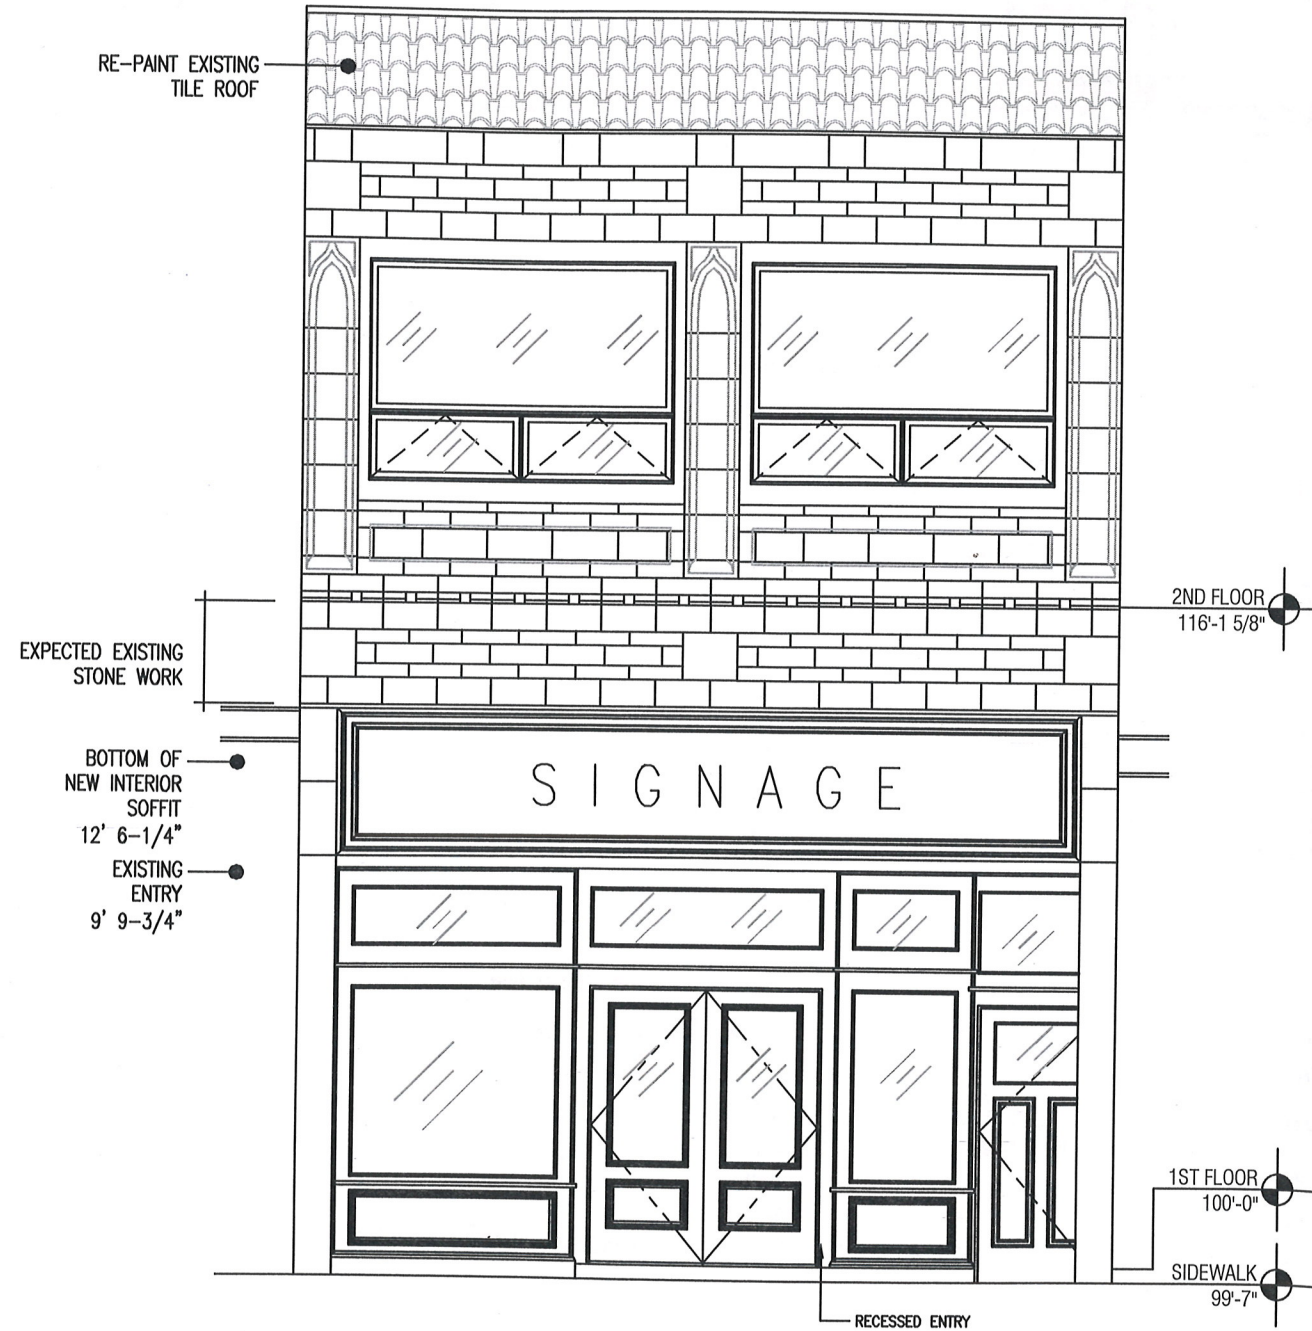 RE-PAINT EXISTING
TILE ROOF
2ND FLOOR
116'-1 5/8"
EXPECTED EXISTING
STONE WORK
BOTTOM OF
NEW INTERIOR
SOFFIT
12' 6-1/4"
SIGNAGE
EXISTING
ENTRY
9' 9-3/4"
1ST FLOOR
100'-0"
SIDEWALK
99'-7"
RECESSED ENTRY